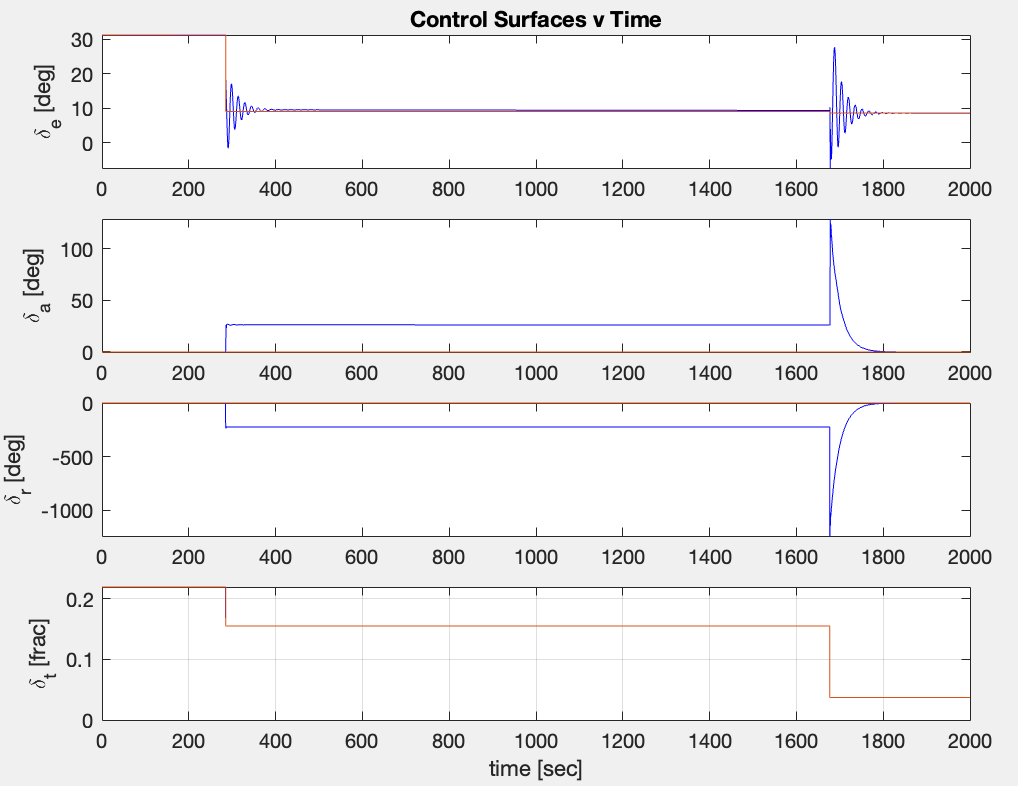 Control Surfaces v Time
δe [deg]
30
20
10
0
0 200 400 600 800 1000 1200 1400 1600 1800 2000
δa [deg]
100
50
0
0 200 400 600 800 1000 1200 1400 1600 1800 2000
δr [deg]
0
-500
-1000
0 200 400 600 800 1000 1200 1400 1600 1800 2000
δt [frac]
0.2
0.1
0
0 200 400 600 800 1000 1200 1400 1600 1800 2000
time [sec]